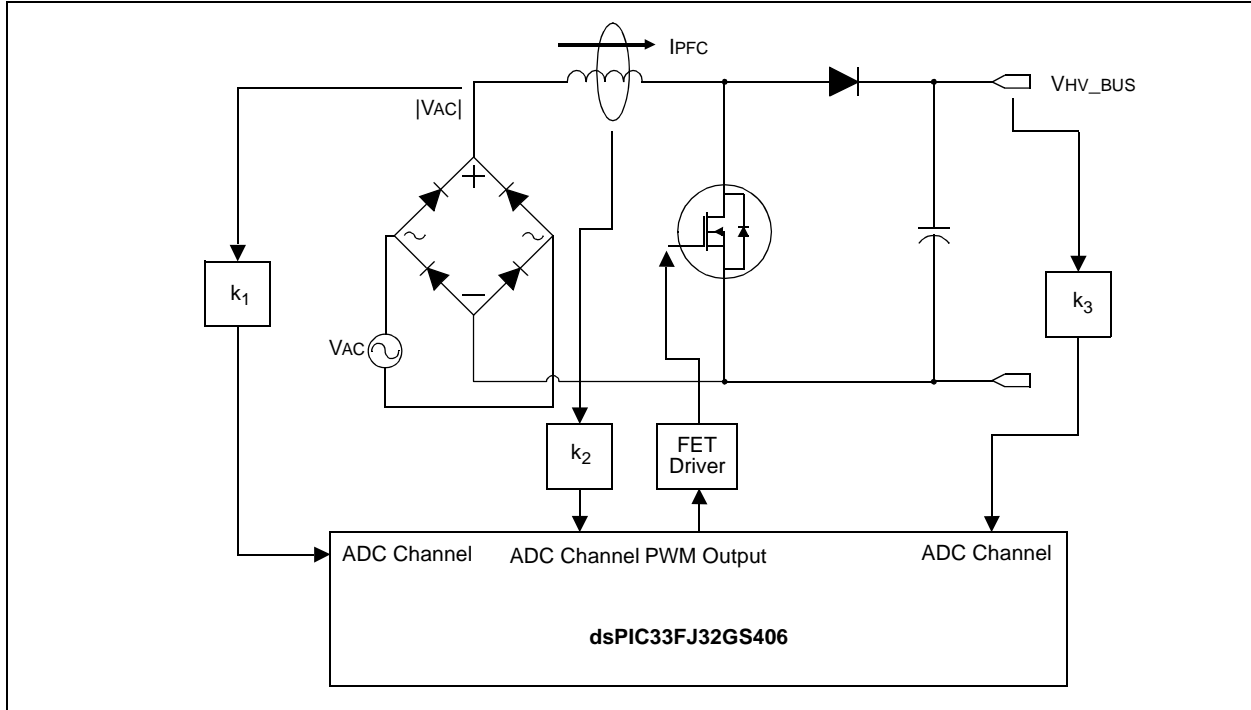 IPFC
|VAC|
VHV_BUS
k1
k3
VAC
k2
FET
Driver
ADC Channel
ADC Channel PWM Output
ADC Channel
dsPIC33FJ32GS406